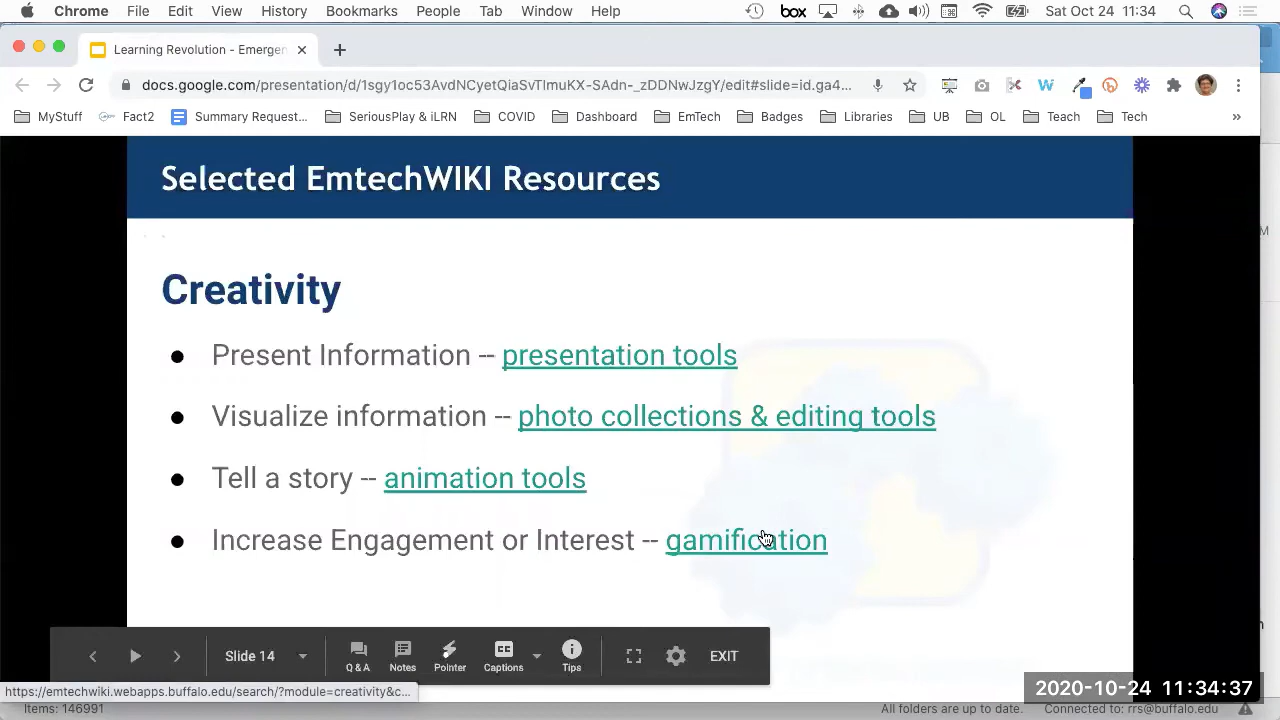 Chrome File Edit View History Bookmarks People Tab Window Help box Sat Oct 24 11:34
Learning Revolution - Emergen
docs.google.com/presentation/d/1sgy1oc53AvdNCyetQiaSvTlmuKX-SAdn-_zDDNwJzgY/edit#slide=id.ga4...
MyStuff Fact2 Summary Request... SeriousPlay & iLRN COVID Dashboard EmTech Badges Libraries UB OL Teach Tech »
Selected EmtechWIKI Resources
M
Creativity
● Present Information -- presentation tools
● Visualize information -- photo collections & editing tools
● Tell a story -- animation tools
● Increase Engagement or Interest -- gamification
Slide 14 Q & A Notes Pointer CC Captions Tips EXIT
https://emtechwiki.webapps.buffalo.edu/search/?module=creativity&c...
2020-10-24 11:34:37
Items: 146991 All folders are up to date. Connected to: rrs@buffalo.edu